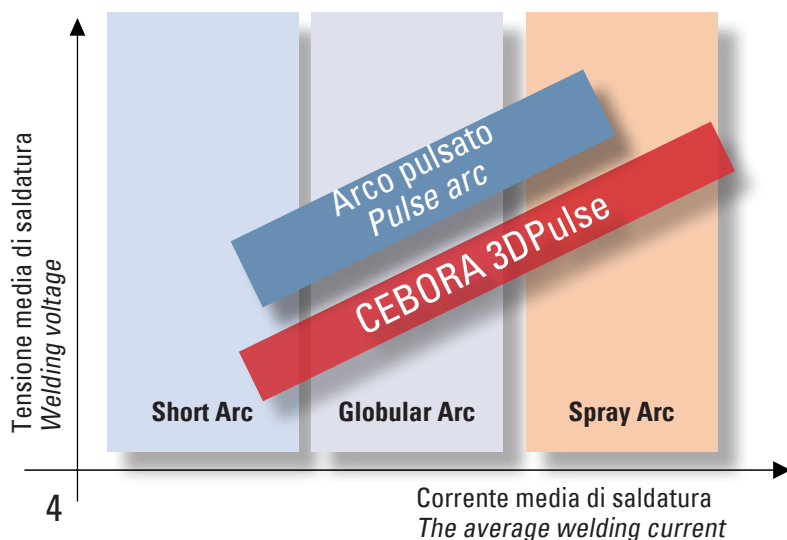 Tensione media di saldatura
Welding voltage
Arco pulsato
Pulse arc
CEBORA 3DPulse
Short Arc
Globular Arc
Spray Arc
4
Corrente media di saldatura
The average welding current